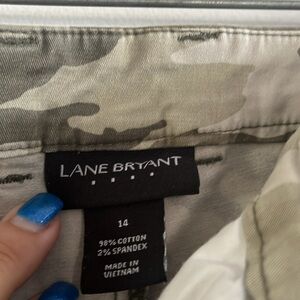 LANE BRYANT
14
98% COTTON
2% SPANDEX
MADE IN
VIETNAM